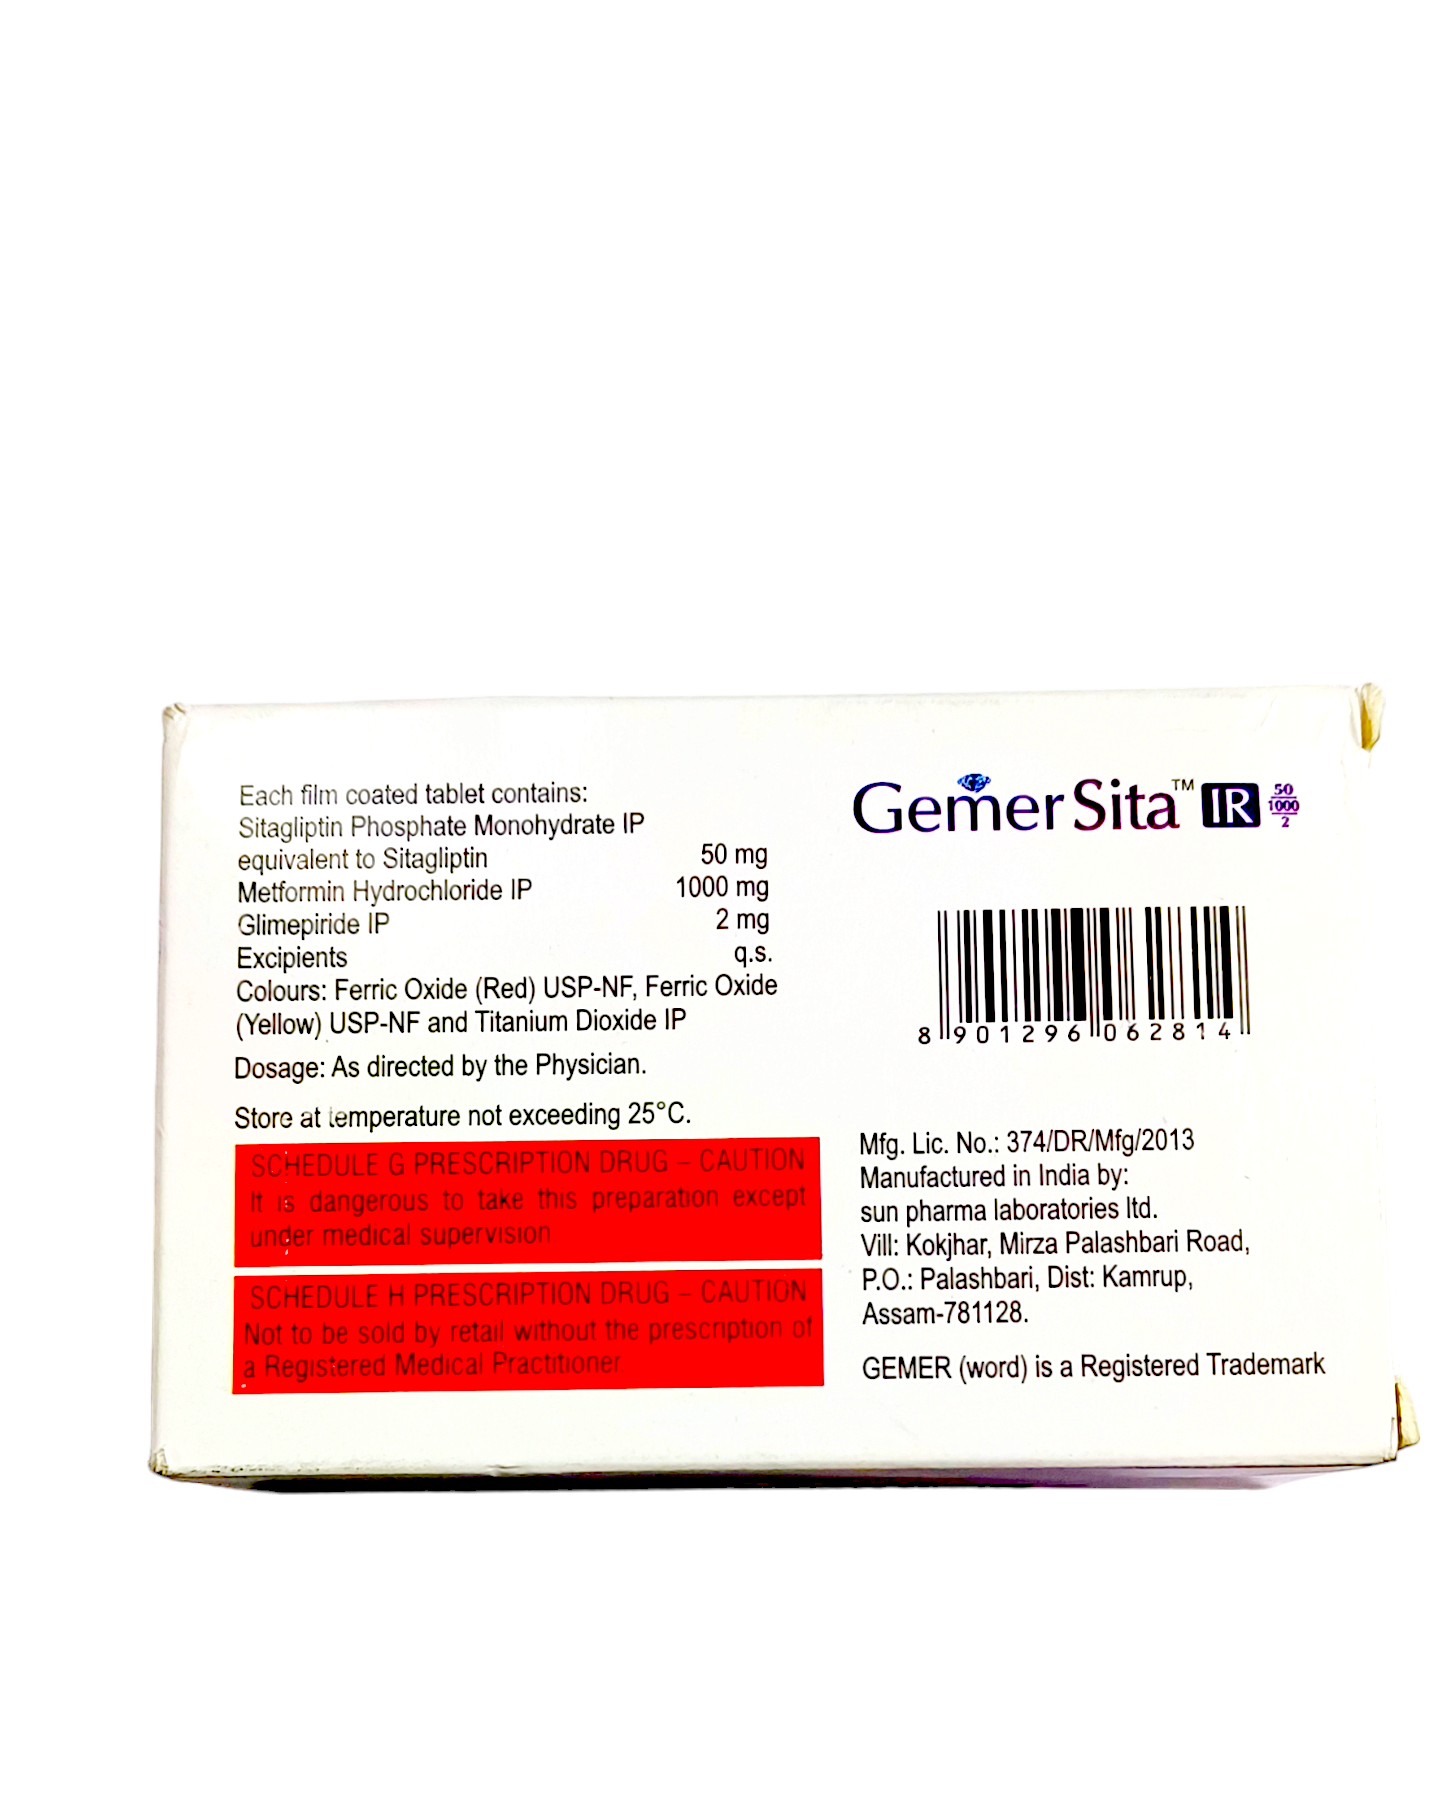 Each film coated tablet contains:
Sitagliptin Phosphate Monohydrate IP
equivalent to Sitagliptin 50 mg
Metformin Hydrochloride IP 1000 mg
Glimepiride IP 2 mg
Excipients q.s.
Colours: Ferric Oxide (Red) USP-NF, Ferric Oxide
(Yellow) USP-NF and Titanium Dioxide IP
Dosage: As directed by the Physician.
Store at temperature not exceeding 25°C.
SCHEDULE G PRESCRIPTION DRUG – CAUTION
It is dangerous to take this preparation except
under medical supervision
SCHEDULE H PRESCRIPTION DRUG – CAUTION
Not to be sold by retail without the prescription of
a Registered Medical Practitioner
GemerSita™ IR 50
1000
2
8 901296 062814
Mfg. Lic. No.: 374/DR/Mfg/2013
Manufactured in India by:
sun pharma laboratories ltd.
Vill: Kokjhar, Mirza Palashbari Road,
P.O.: Palashbari, Dist: Kamrup,
Assam-781128.
GEMER (word) is a Registered Trademark